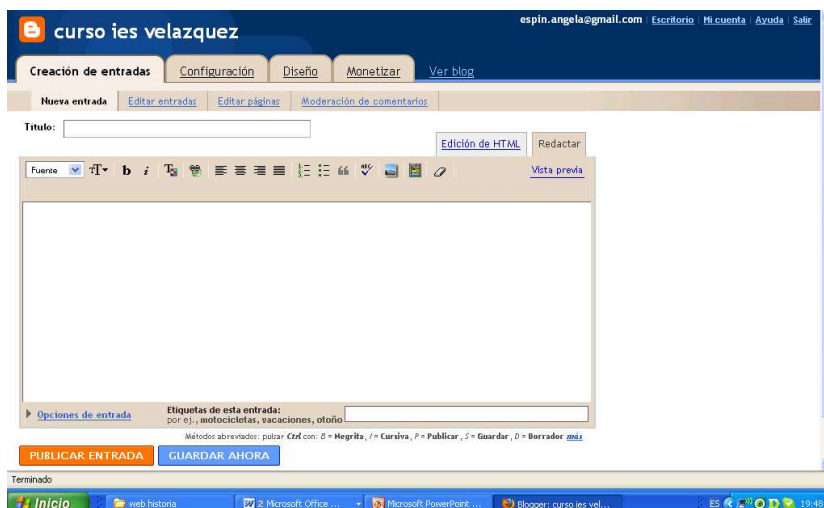 espin.angela@gmail.com | Escritorio | Mi cuenta | Ayuda | Salir
curso ies velazquez
Creación de entradas Configuración Diseño Monetizar Ver blog
Nueva entrada Editar entradas Editar páginas Moderación de comentarios
Título:
Edición de HTML Redactar
Fuente T b i T ABC Vista previa
Opciones de entrada
Etiquetas de esta entrada:
por ej., motocicletas, vacaciones, otoño
Métodos abreviados: pulsar Ctrl con: B = Negrita, I = Cursiva, P = Publicar, S = Guardar, D = Borrador más
PUBLICAR ENTRADA GUARDAR AHORA
Terminado
Inicio web historia 2 Microsoft Office ... Microsoft PowerPoint ... Blogger: curso ies vel... ES 19:48